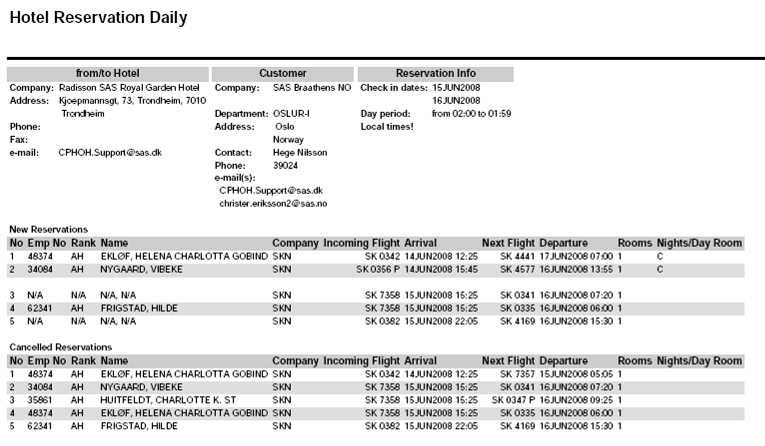 Hotel Reservation Daily
from/to Hotel Customer Reservation Info
Company: Radisson SAS Royal Garden Hotel Company: SAS Braathens NO Check in dates: 15JUN2008
Address: Kjoepmannsgt, 73, Trondheim, 7010 16JUN2008
Trondheim Department: OSLUR-I Day period: from 02:00 to 01:59
Phone: Address: Oslo Local times!
Fax: Norway
e-mail: CPHOH.Support@sas.dk Contact: Hege Nilsson
Phone: 39024
e-mail(s):
CPHOH.Support@sas.dk
christer.eriksson2@sas.no
New Reservations
No Emp No Rank Name Company Incoming Flight Arrival Next Flight Departure Rooms Nights/Day Room
1 48374 AH EKLØF, HELENA CHARLOTTA GOBIND SKN SK 0342 14JUN2008 12:25 SK 4441 17JUN2008 07:00 1 C
2 34084 AH NYGAARD, VIBEKE SKN SK 0356 P 14JUN2008 15:45 SK 4577 16JUN2008 13:55 1 C
3 N/A N/A N/A, N/A SKN SK 7358 15JUN2008 15:25 SK 0341 16JUN2008 07:20 1
4 62341 AH FRIGSTAD, HILDE SKN SK 7358 15JUN2008 15:25 SK 0335 16JUN2008 06:00 1
5 N/A N/A N/A, N/A SKN SK 0382 15JUN2008 22:05 SK 4169 16JUN2008 15:30 1
Cancelled Reservations
No Emp No Rank Name Company Incoming Flight Arrival Next Flight Departure Rooms Nights/Day Room
1 48374 AH EKLØF, HELENA CHARLOTTA GOBIND SKN SK 0342 14JUN2008 12:25 SK 7357 15JUN2008 05:05 1
2 34084 AH NYGAARD, VIBEKE SKN SK 7358 15JUN2008 15:25 SK 0341 16JUN2008 07:20 1
3 35861 AH HUITFELDT, CHARLOTTE K. ST SKN SK 7358 15JUN2008 15:25 SK 0347 P 16JUN2008 09:25 1
4 48374 AH EKLØF, HELENA CHARLOTTA GOBIND SKN SK 7358 15JUN2008 15:25 SK 0335 16JUN2008 06:00 1
5 62341 AH FRIGSTAD, HILDE SKN SK 0382 15JUN2008 22:05 SK 4169 16JUN2008 15:30 1